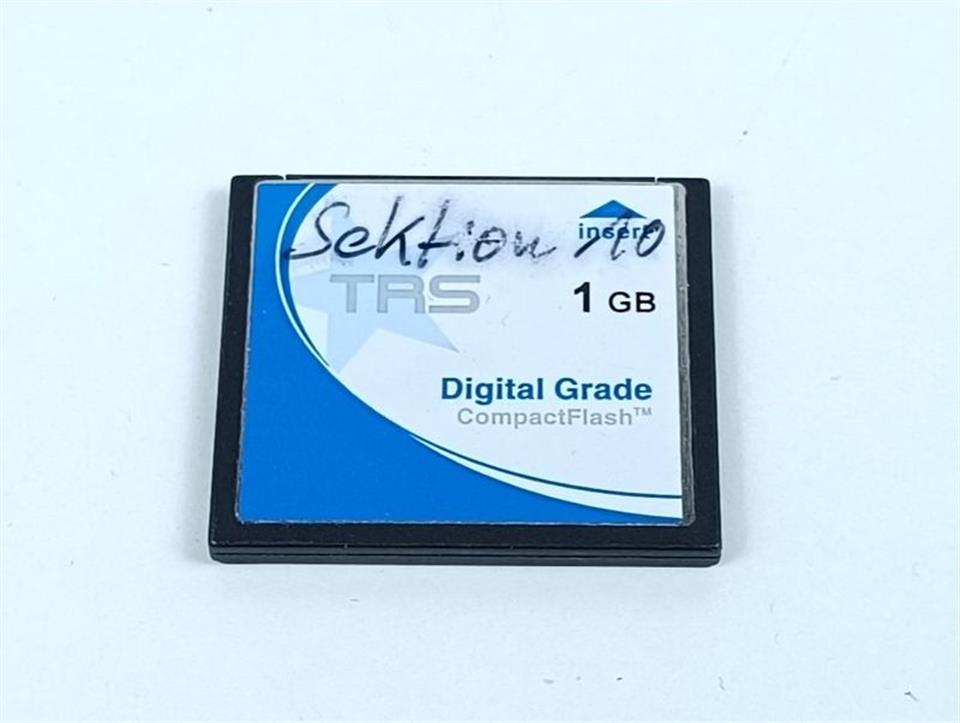 Sektion 10
insert
TRS
1 GB
Digital Grade
CompactFlash™